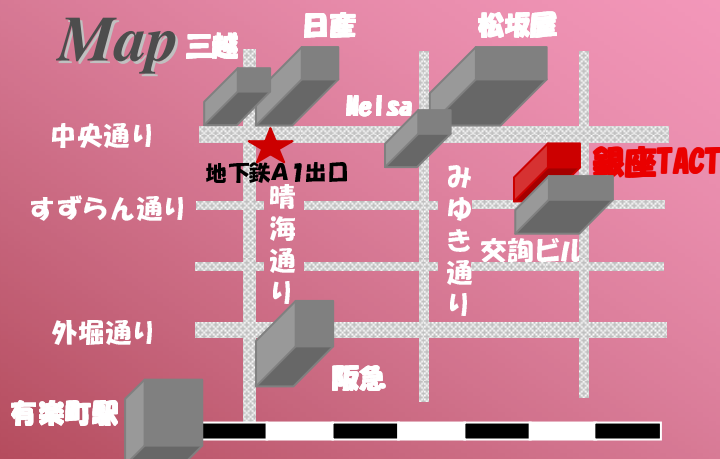 Map
三越
日産
松坂屋
Melsa
中央通り
地下鉄A1出口
銀座TACT
すずらん通り
晴海通り
みゆき通り
交詢ビル
外堀通り
阪急
有楽町駅